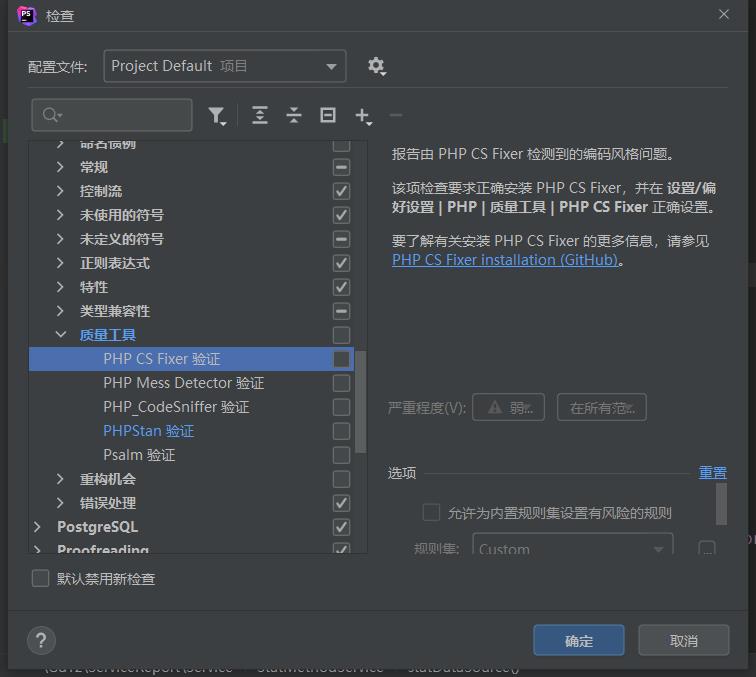 PS
检查
配置文件:
Project Default 项目
命名惯例
常规
控制流
未使用的符号
未定义的符号
正则表达式
特性
类型兼容性
质量工具
PHP CS Fixer 验证
PHP Mess Detector 验证
PHP_CodeSniffer 验证
PHPStan 验证
Psalm 验证
重构机会
错误处理
PostgreSQL
Proofreading
默认禁用新检查
报告由 PHP CS Fixer 检测到的编码风格问题。
该项检查要求正确安装 PHP CS Fixer，并在 设置/偏
好设置 | PHP | 质量工具 | PHP CS Fixer 正确设置。
要了解有关安装 PHP CS Fixer 的更多信息，请参见
PHP CS Fixer installation (GitHub)。
严重程度(V):
弱...
在所有范...
选项
重置
允许为内置规则集设置有风险的规则
规则集:
Custom
...
?
确定
取消
statDataSource()